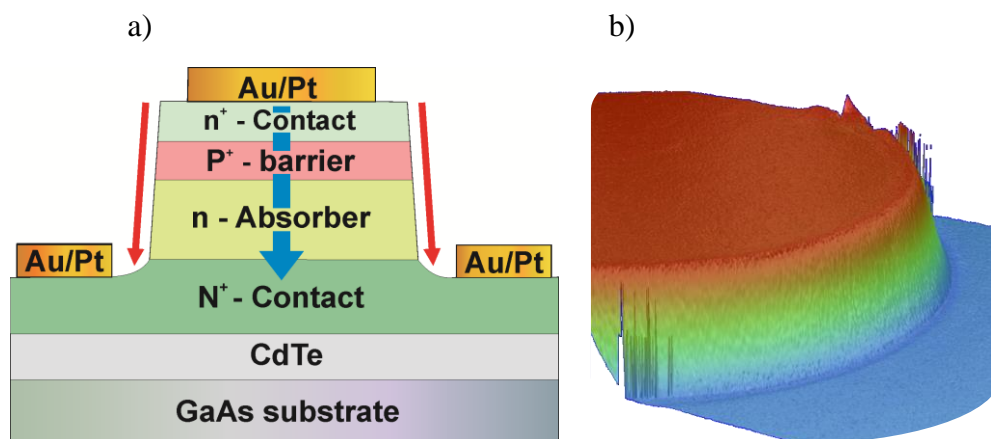 a)
b)
Au/Pt
n⁺ - Contact
P⁺ - barrier
n - Absorber
Au/Pt
Au/Pt
N⁺ - Contact
CdTe
GaAs substrate